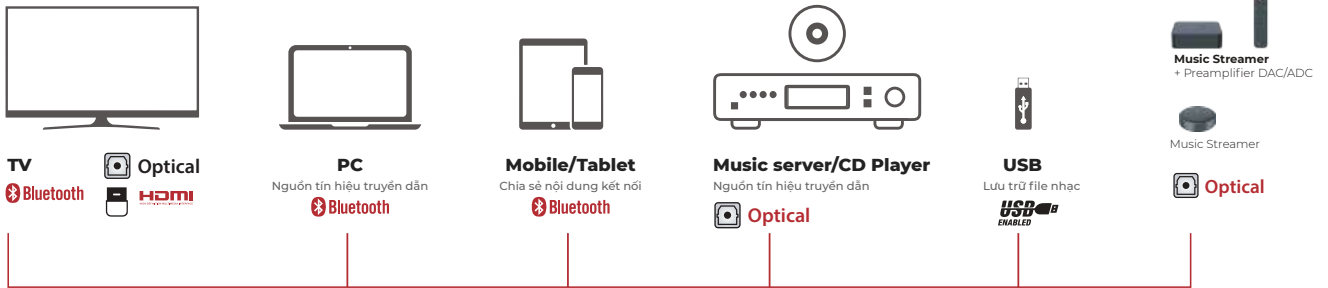 Music Streamer
+ Preamplifier DAC/ADC
Music Streamer
TV
Optical
Bluetooth
HDMI
PC
Nguồn tín hiệu truyền dẫn
Bluetooth
Mobile/Tablet
Chia sẻ nội dung kết nối
Bluetooth
Music server/CD Player
Nguồn tín hiệu truyền dẫn
Optical
USB
Lưu trữ file nhạc
USB
ENABLED
Optical